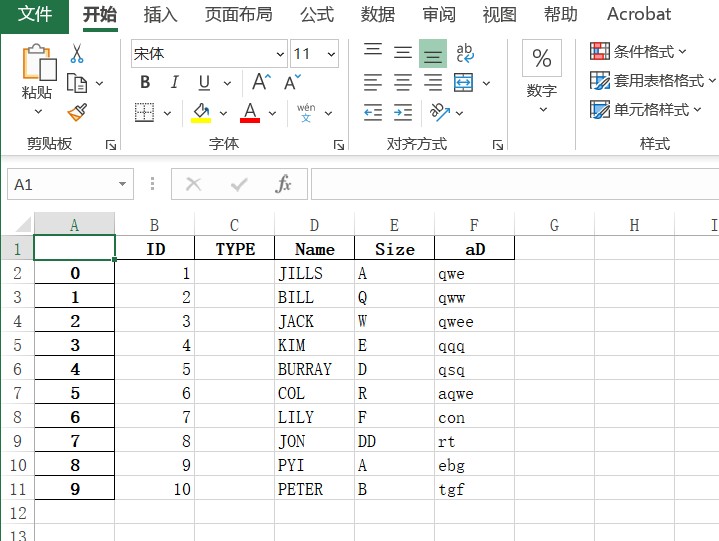 文件 开始 插入 页面布局 公式 数据 审阅 视图 帮助 Acrobat
宋体 11 ab % 条件格式
粘贴 B I U A A 数字 套用表格格式
A wén 文 单元格样式
剪贴板 字体 对齐方式 样式
A1 fx
A B C D E F G H I
1 ID TYPE Name Size aD
2 0 1 JILLS A qwe
3 1 2 BILL Q qww
4 2 3 JACK W qwee
5 3 4 KIM E qqq
6 4 5 BURRAY D qsq
7 5 6 COL R aqwe
8 6 7 LILY F con
9 7 8 JON DD rt
10 8 9 PYI A ebg
11 9 10 PETER B tgf
12
13